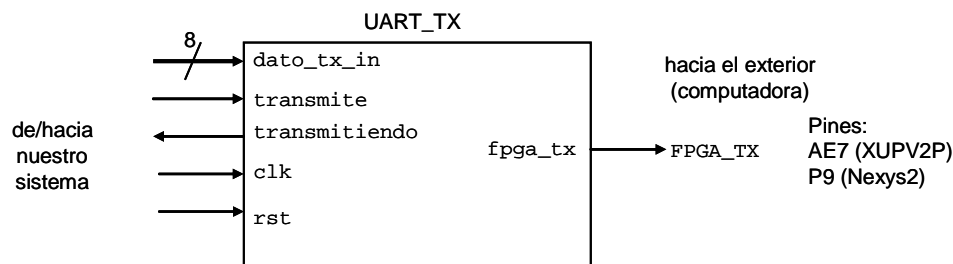 UART_TX
8
dato_tx_in
transmite
transmitiendo
clk
rst
fpga_tx
de/hacia
nuestro
sistema
hacia el exterior
(computadora)
FPGA_TX
Pines:
AE7 (XUPV2P)
P9 (Nexys2)